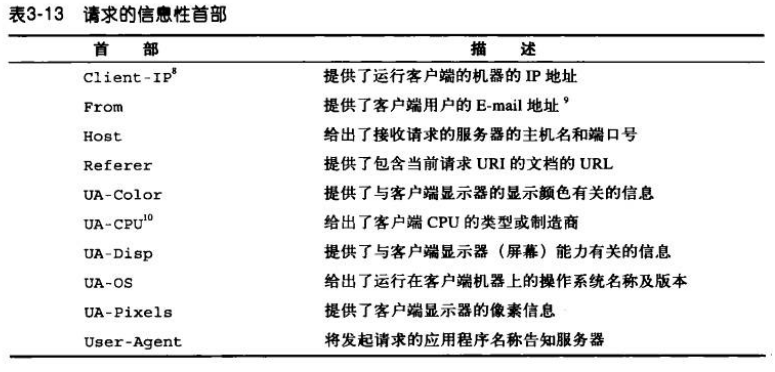 表3-13 请求的信息性首部
首 部 描 述
Client-IP⁸ 提供了运行客户端的机器的 IP 地址
From 提供了客户端用户的 E-mail 地址⁹
Host 给出了接收请求的服务器的主机名和端口号
Referer 提供了包含当前请求 URI 的文档的 URL
UA-Color 提供了与客户端显示器的显示颜色有关的信息
UA-CPU¹⁰ 给出了客户端 CPU 的类型或制造商
UA-Disp 提供了与客户端显示器（屏幕）能力有关的信息
UA-OS 给出了运行在客户端机器上的操作系统名称及版本
UA-Pixels 提供了客户端显示器的像素信息
User-Agent 将发起请求的应用程序名称告知服务器